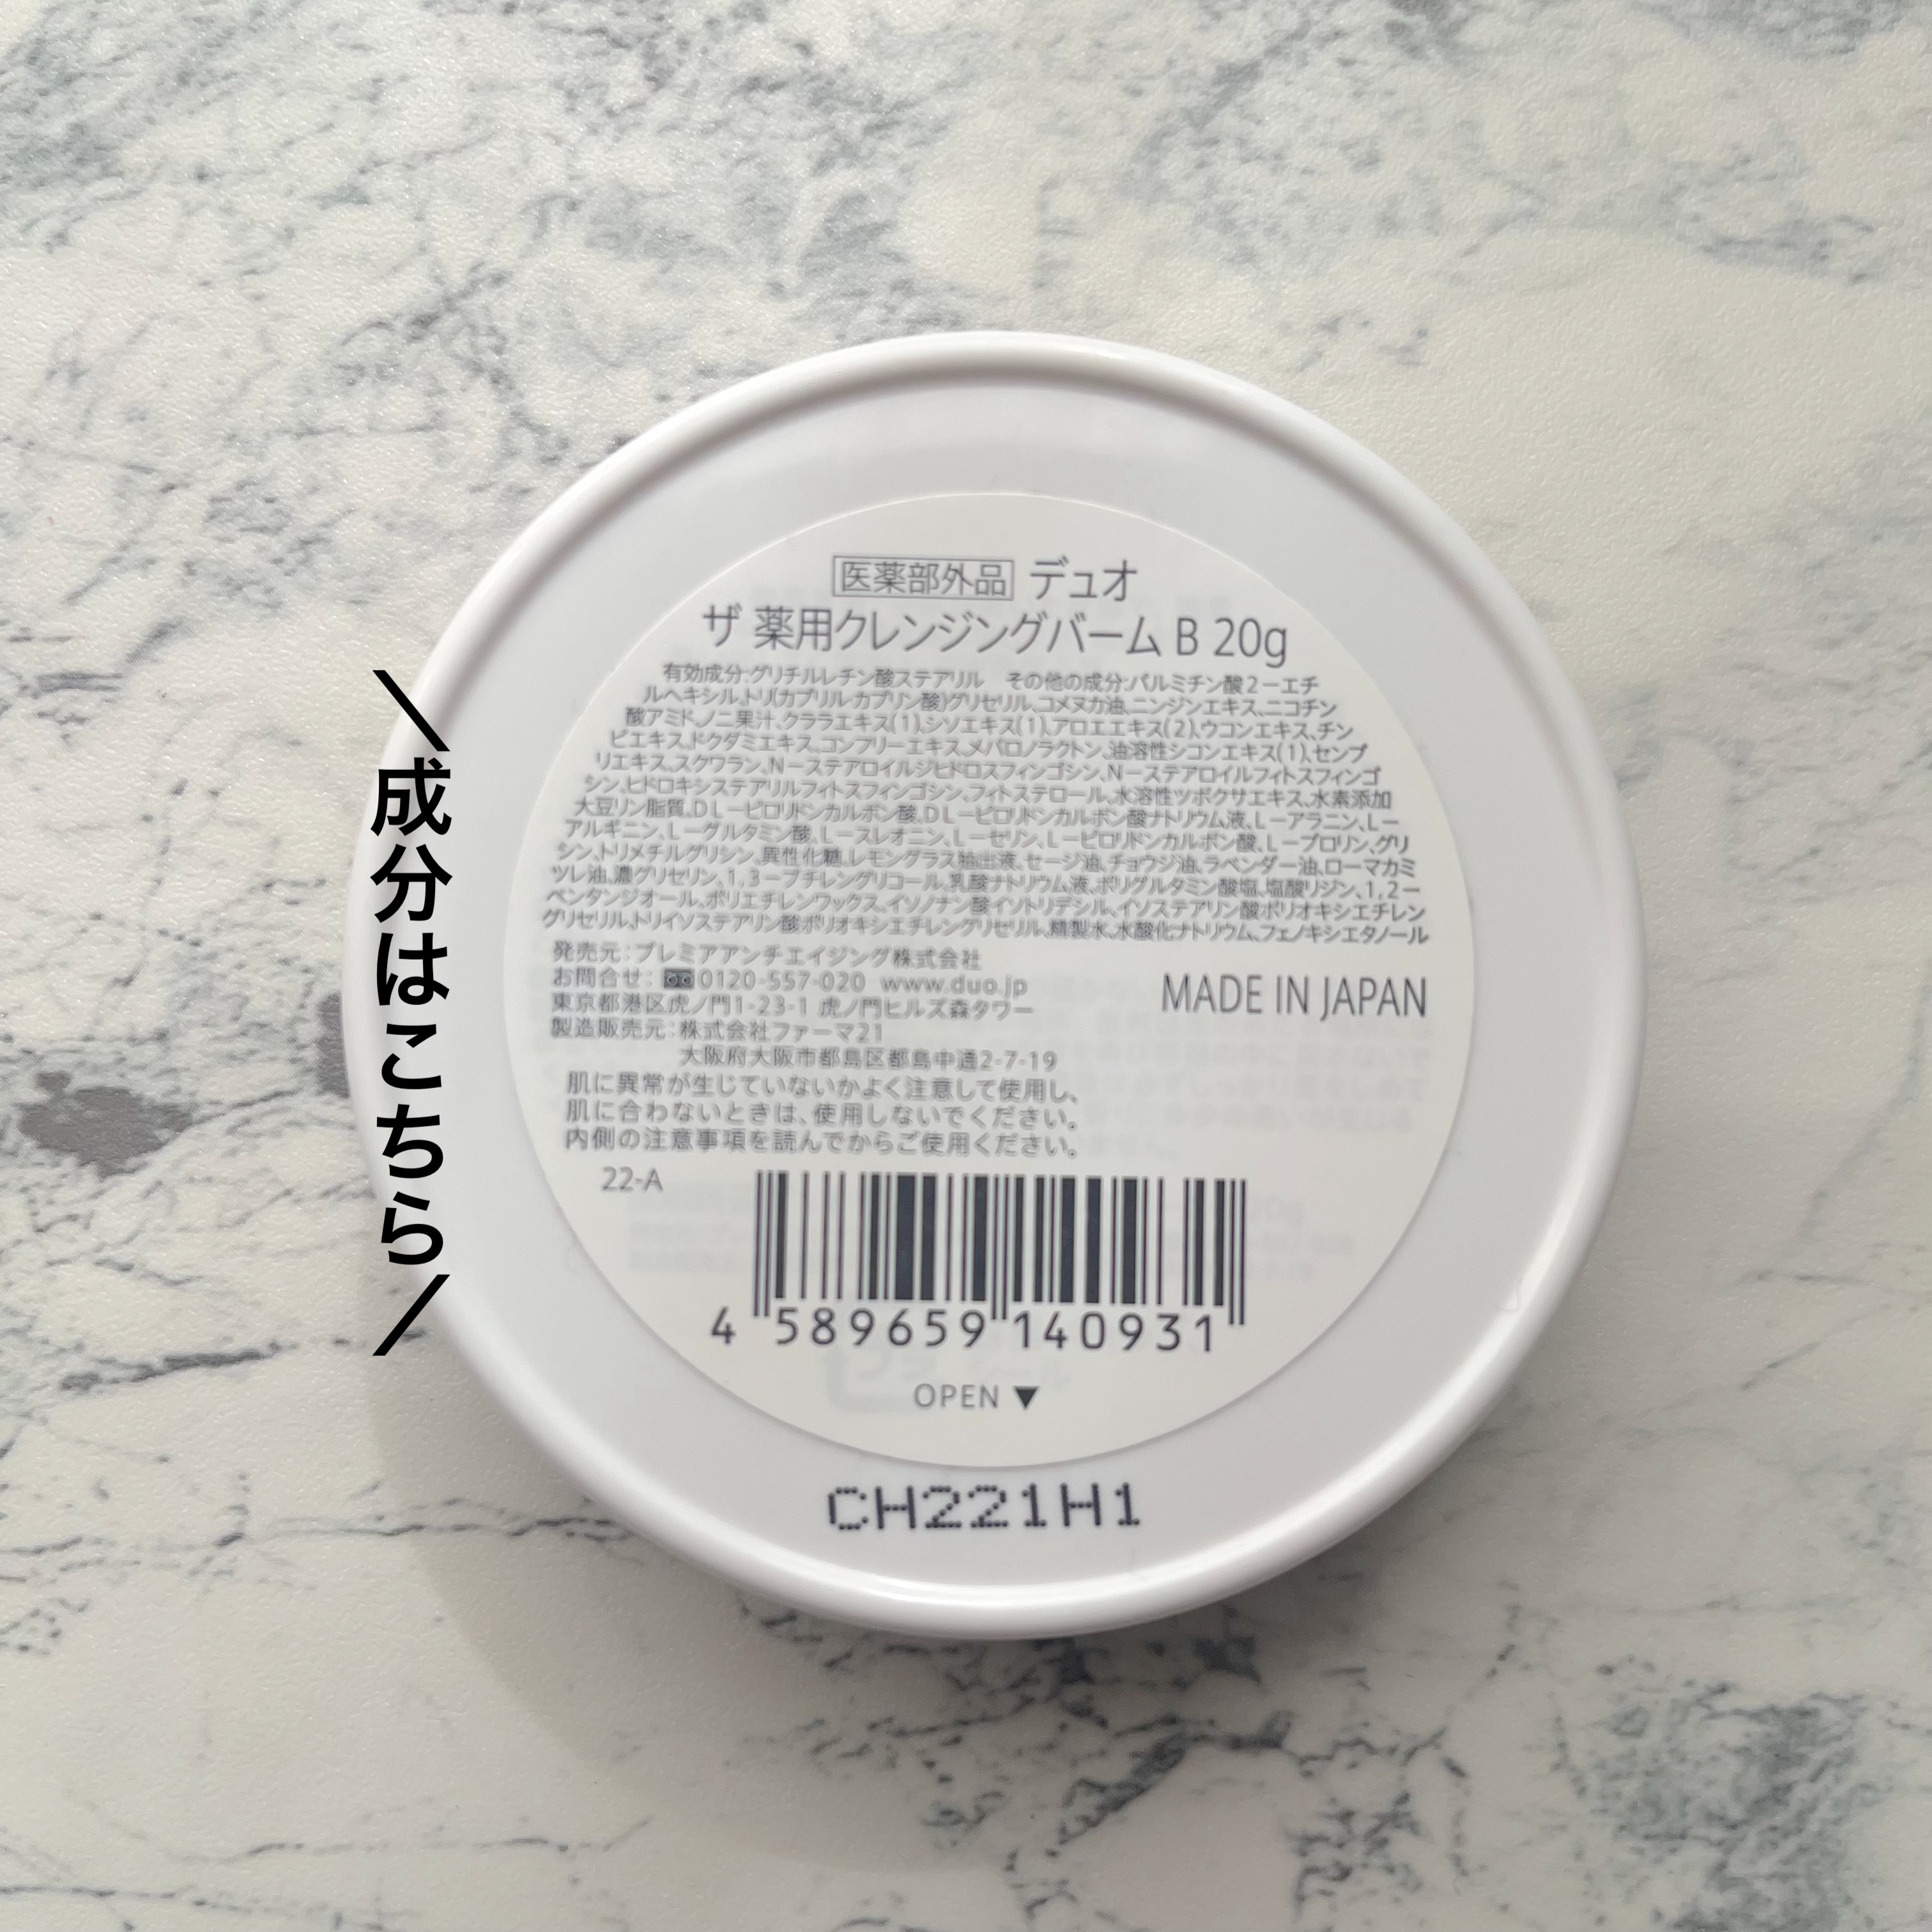 ＼成分はこちら／
医薬部外品 デュオ
ザ 薬用クレンジングバーム B 20g
有効成分:グリチルレチン酸ステアリル　その他の成分:パルミチン酸2－エチ
ルヘキシル、トリ(カプリル・カプリン酸)グリセリル、コメヌカ油、ニンジンエキス、ニコチン
酸アミド、ノニ果汁、クララエキス(1)、シソエキス(1)、アロエエキス(2)、ウコンエキス、チン
ピエキス、ドクダミエキス、コンフリーエキス、メバロノラクトン、油溶性シコンエキス(1)、センブ
リエキス、スクワラン、N－ステアロイルジヒドロスフィンゴシン、N－ステアロイルフィトスフィンゴ
シン、ヒドロキシステアリルフィトスフィンゴシン、フィトステロール、水溶性ツボクサエキス、水素添加
大豆リン脂質、DL－ピロリドンカルボン酸、DL－ピロリドンカルボン酸ナトリウム液、L－アラニン、L－
アルギニン、L－グルタミン酸、L－スレオニン、L－セリン、L－ピロリドンカルボン酸、L－プロリン、グリ
シン、トリメチルグリシン、異性化糖、レモングラス抽出液、セージ油、チョウジ油、ラベンダー油、ローマカミ
ツレ油、濃グリセリン、1,3－ブチレングリコール、乳酸ナトリウム液、ポリグルタミン酸塩、塩酸リジン、1,2－
ペンタンジオール、ポリエチレンワックス、イソノナン酸イソトリデシル、イソステアリン酸ポリオキシエチレン
グリセリル、トリイソステアリン酸ポリオキシエチレングリセリル、精製水、水酸化ナトリウム、フェノキシエタノール
発売元：プレミアアンチエイジング株式会社
お問合せ：0120-557-020 www.duo.jp
東京都港区虎ノ門1-23-1 虎ノ門ヒルズ森タワー
MADE IN JAPAN
製造販売元：株式会社ファーマ21
大阪府大阪市都島区都島中通2-7-19
肌に異常が生じていないかよく注意して使用し、
肌に合わないときは、使用しないでください。
内側の注意事項を読んでからご使用ください。
22-A
4 589659 140931
OPEN ▼
CH221H1